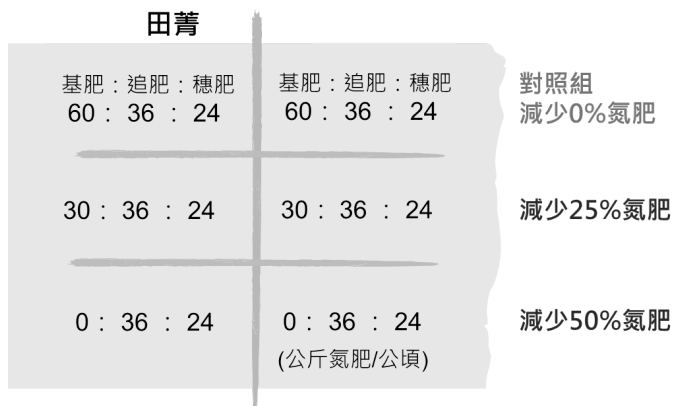 田菁
基肥：追肥：穗肥 基肥：追肥：穗肥 對照組
60： 36 ： 24 60： 36 ： 24 減少0%氮肥
30： 36 ： 24 30： 36 ： 24 減少25%氮肥
0： 36 ： 24 0： 36 ： 24 減少50%氮肥
(公斤氮肥/公頃)